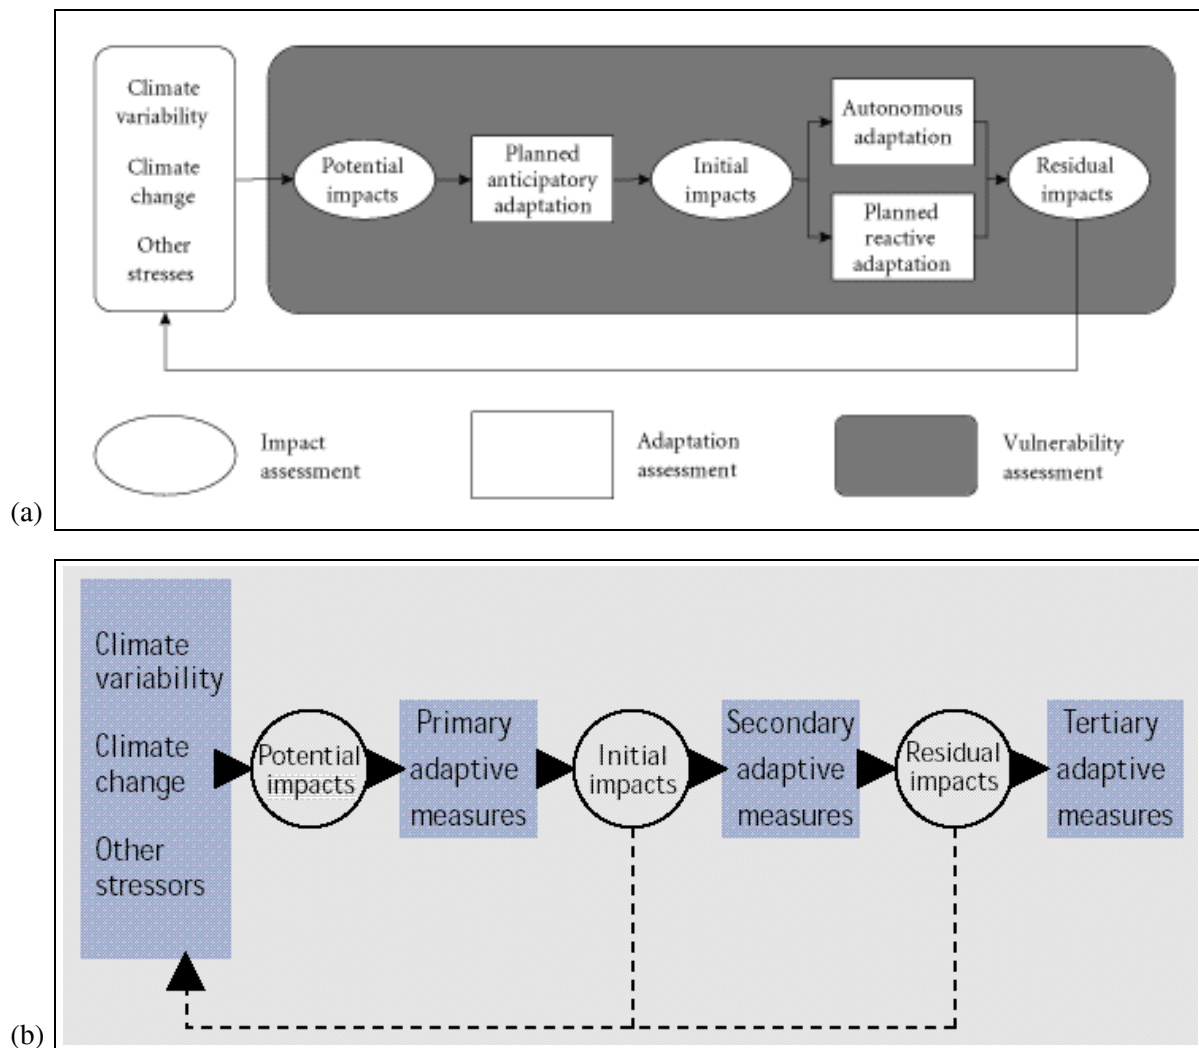 Climate
variability
Climate
change
Other
stresses
Potential
impacts
Planned
anticipatory
adaptation
Initial
impacts
Autonomous
adaptation
Planned
reactive
adaptation
Residual
impacts
Impact
assessment
Adaptation
assessment
Vulnerability
assessment
(a)
Climate
variability
Climate
change
Other
stressors
Potential
impacts
Primary
adaptive
measures
Initial
impacts
Secondary
adaptive
measures
Residual
impacts
Tertiary
adaptive
measures
(b)